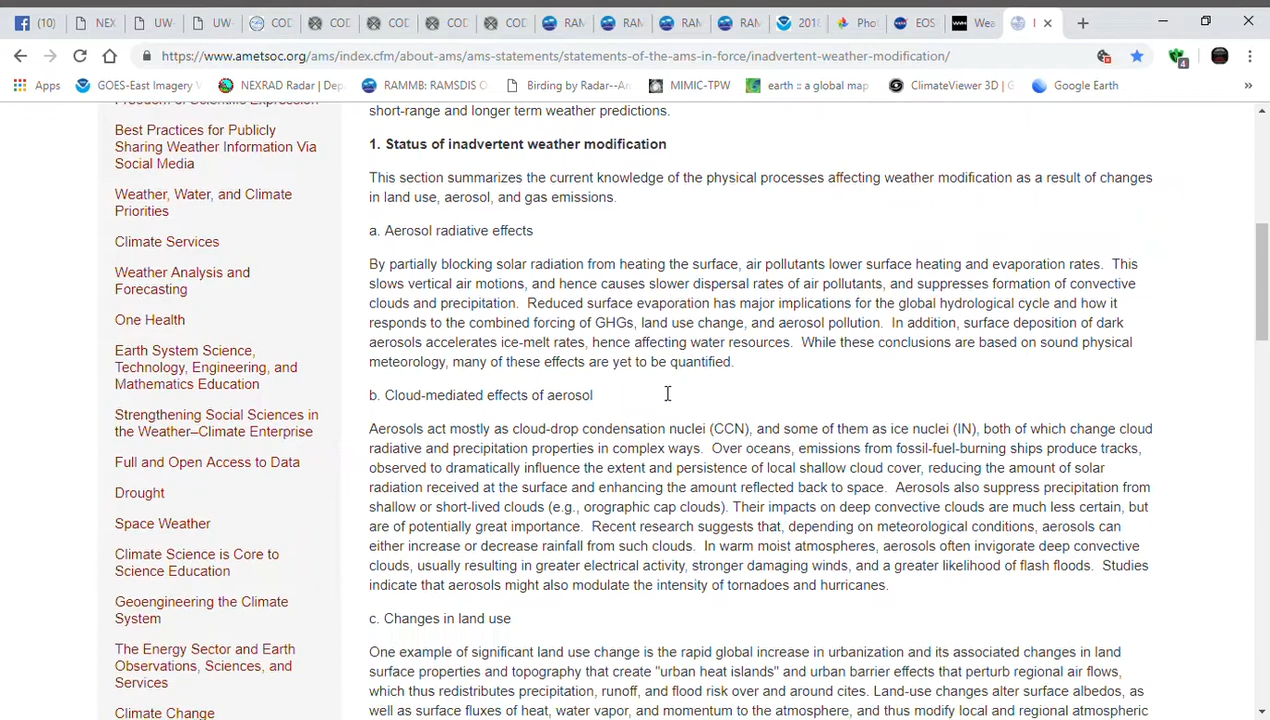 (10)
NEX
UW-
UW
COD
COD
COD
COD
COD
RAM
RAM
RAM
RAM
2018
Pho
EOS
Wea
https://www.ametsoc.org/ams/index.cfm/about-ams/ams-statements/statements-of-the-ams-in-force/inadvertent-weather-modification/
4
Apps
GOES-East Imagery
NEXRAD Radar | Dep
RAMMB: RAMSDIS O
Birding by Radar--Ar
MIMIC-TPW
earth :: a global map
ClimateViewer 3D | G
Google Earth
»
Freedom of Scientific Expression
Best Practices for Publicly
Sharing Weather Information Via
Social Media
Weather, Water, and Climate
Priorities
Climate Services
Weather Analysis and
Forecasting
One Health
Earth System Science,
Technology, Engineering, and
Mathematics Education
Strengthening Social Sciences in
the Weather–Climate Enterprise
Full and Open Access to Data
Drought
Space Weather
Climate Science is Core to
Science Education
Geoengineering the Climate
System
The Energy Sector and Earth
Observations, Sciences, and
Services
Climate Change
short-range and longer term weather predictions.
1. Status of inadvertent weather modification
This section summarizes the current knowledge of the physical processes affecting weather modification as a result of changes
in land use, aerosol, and gas emissions.
a. Aerosol radiative effects
By partially blocking solar radiation from heating the surface, air pollutants lower surface heating and evaporation rates. This
slows vertical air motions, and hence causes slower dispersal rates of air pollutants, and suppresses formation of convective
clouds and precipitation. Reduced surface evaporation has major implications for the global hydrological cycle and how it
responds to the combined forcing of GHGs, land use change, and aerosol pollution. In addition, surface deposition of dark
aerosols accelerates ice-melt rates, hence affecting water resources. While these conclusions are based on sound physical
meteorology, many of these effects are yet to be quantified.
b. Cloud-mediated effects of aerosol
Aerosols act mostly as cloud-drop condensation nuclei (CCN), and some of them as ice nuclei (IN), both of which change cloud
radiative and precipitation properties in complex ways. Over oceans, emissions from fossil-fuel-burning ships produce tracks,
observed to dramatically influence the extent and persistence of local shallow cloud cover, reducing the amount of solar
radiation received at the surface and enhancing the amount reflected back to space. Aerosols also suppress precipitation from
shallow or short-lived clouds (e.g., orographic cap clouds). Their impacts on deep convective clouds are much less certain, but
are of potentially great importance. Recent research suggests that, depending on meteorological conditions, aerosols can
either increase or decrease rainfall from such clouds. In warm moist atmospheres, aerosols often invigorate deep convective
clouds, usually resulting in greater electrical activity, stronger damaging winds, and a greater likelihood of flash floods. Studies
indicate that aerosols might also modulate the intensity of tornadoes and hurricanes.
c. Changes in land use
One example of significant land use change is the rapid global increase in urbanization and its associated changes in land
surface properties and topography that create "urban heat islands" and urban barrier effects that perturb regional air flows,
which thus redistributes precipitation, runoff, and flood risk over and around cites. Land-use changes alter surface albedos, as
well as surface fluxes of heat, water vapor, and momentum to the atmosphere, and thus modify local and regional atmospheric